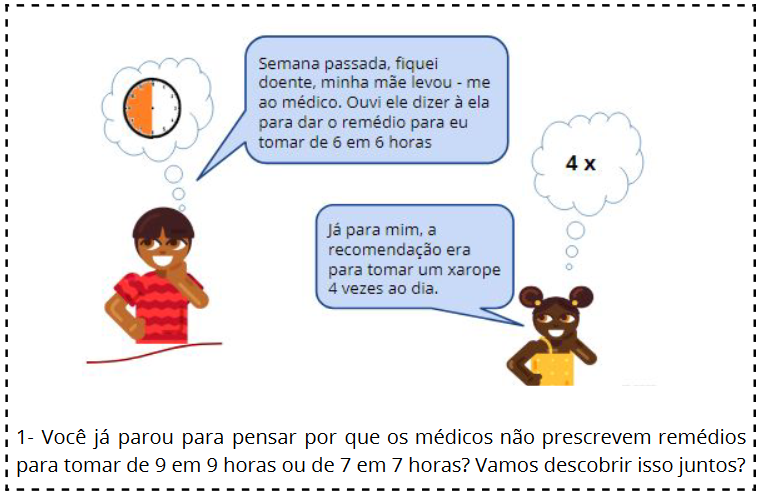 Semana passada, fiquei
doente, minha mãe levou - me
ao médico. Ouvi ele dizer à ela
para dar o remédio para eu
tomar de 6 em 6 horas
4 x
Já para mim, a
recomendação era
para tomar um xarope
4 vezes ao dia.
1- Você já parou para pensar por que os médicos não prescrevem remédios
para tomar de 9 em 9 horas ou de 7 em 7 horas? Vamos descobrir isso juntos?